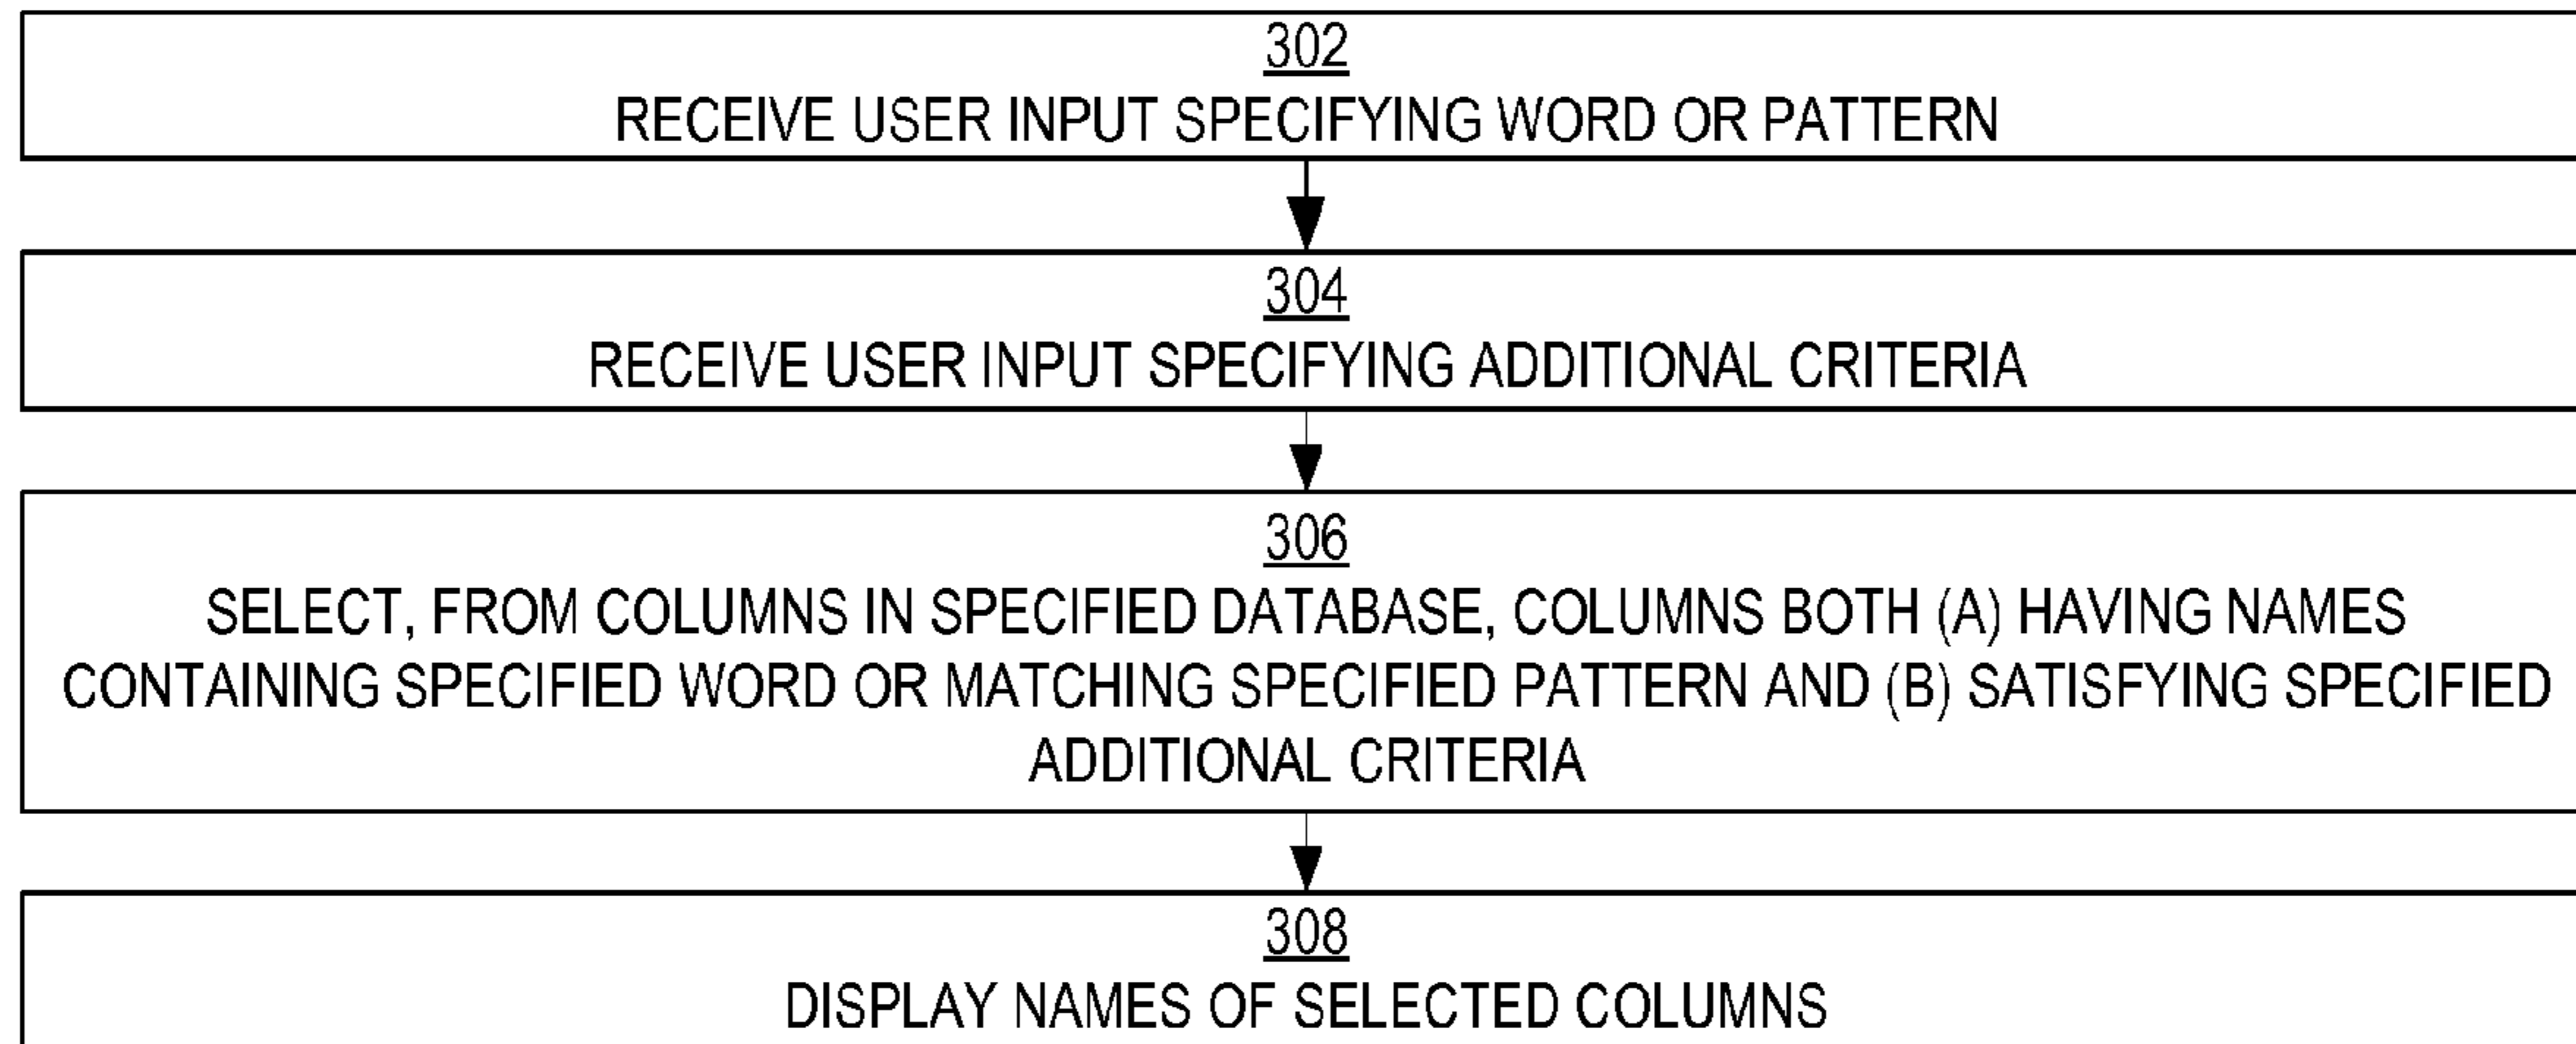 302
RECEIVE USER INPUT SPECIFYING WORD OR PATTERN
304
RECEIVE USER INPUT SPECIFYING ADDITIONAL CRITERIA
306
SELECT, FROM COLUMNS IN SPECIFIED DATABASE, COLUMNS BOTH (A) HAVING NAMES
CONTAINING SPECIFIED WORD OR MATCHING SPECIFIED PATTERN AND (B) SATISFYING SPECIFIED
ADDITIONAL CRITERIA
308
DISPLAY NAMES OF SELECTED COLUMNS